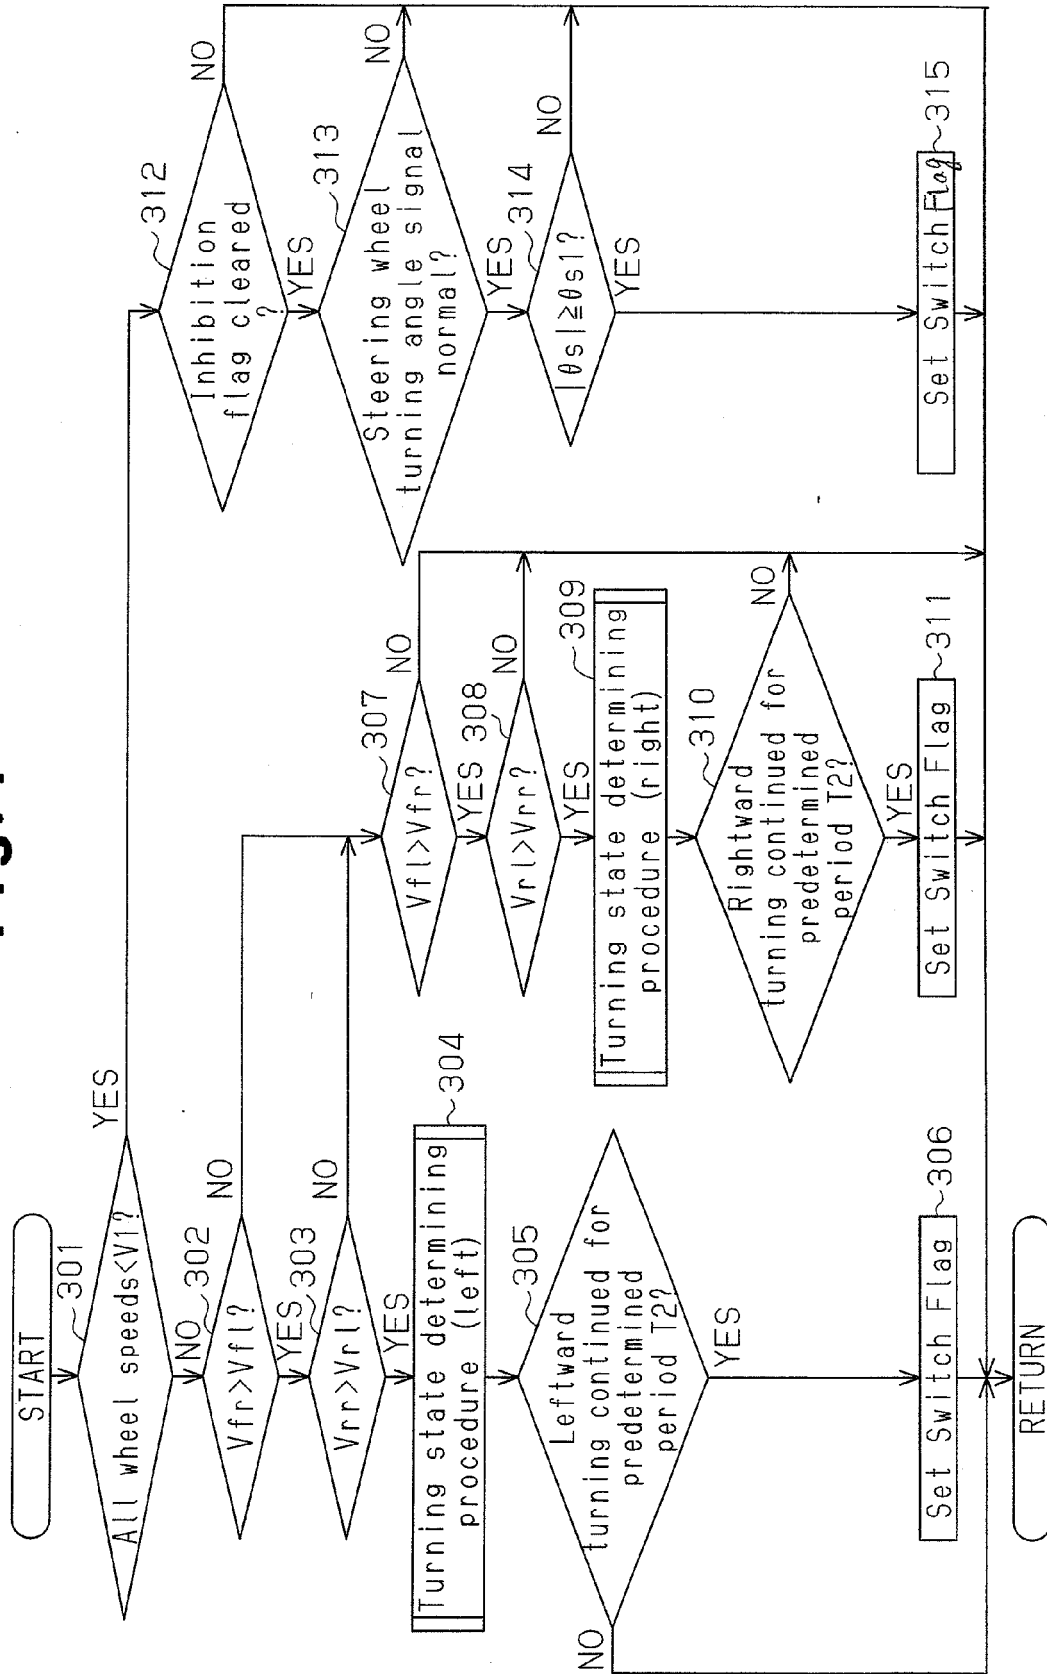 START
301
All wheel speeds<V1?
YES
NO
302
Vfr>Vfl?
NO
YES
303
Vrr>Vrl?
NO
YES
304
Turning state determining
procedure (left)
305
Leftward
turning continued for
predetermined
period T2?
NO
YES
Set Switch Flag
306
307
Vfl>Vfr?
NO
YES
308
Vrl>Vrr?
NO
YES
309
Turning state determining
procedure (right)
310
Rightward
turning continued for
predetermined
period T2?
NO
YES
Set Switch Flag
311
312
Inhibition
flag cleared
?
NO
YES
313
Steering wheel
turning angle signal
normal?
NO
YES
314
|θs|≧θs1?
NO
YES
Set Switch Flag
315
RETURN